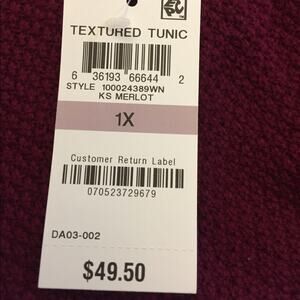 TEXTURED TUNIC
6 36193 66644 2
STYLE 100024389WN
KS MERLOT
1X
Customer Return Label
070523729679
DA03-002
$49.50